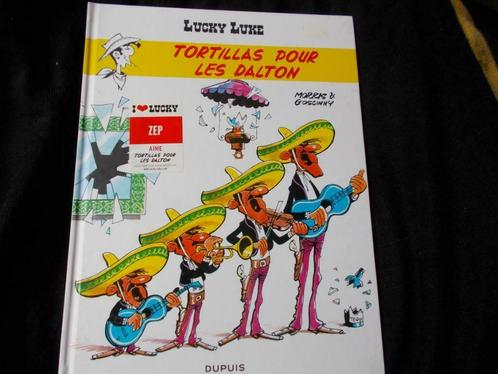 LUCKY LUKE
TORTILLAS POUR
LES DALTON
MORRIS &
GOSCINNY
I ❤ LUCKY
ZEP
AIME
TORTILLAS POUR
LES DALTON
DUPUIS